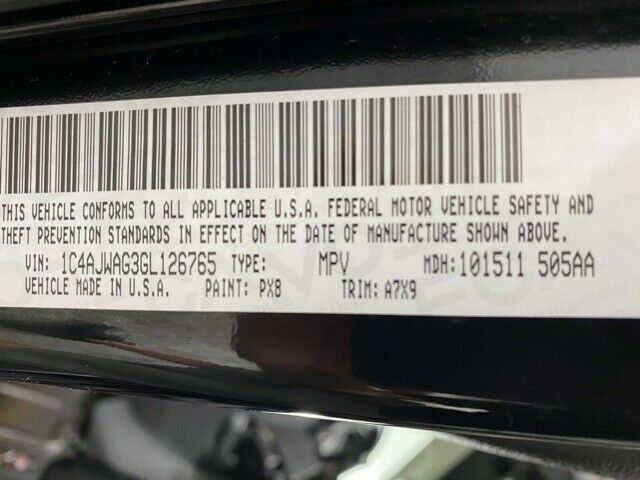 THIS VEHICLE CONFORMS TO ALL APPLICABLE U.S.A. FEDERAL MOTOR VEHICLE SAFETY AND
THEFT PREVENTION STANDARDS IN EFFECT ON THE DATE OF MANUFACTURE SHOWN ABOVE.
VIN: 1C4AJWAG3GL126765 TYPE: MPV MDH: 101511 505AA
VEHICLE MADE IN U.S.A. PAINT: PX8 TRIM: A7X9